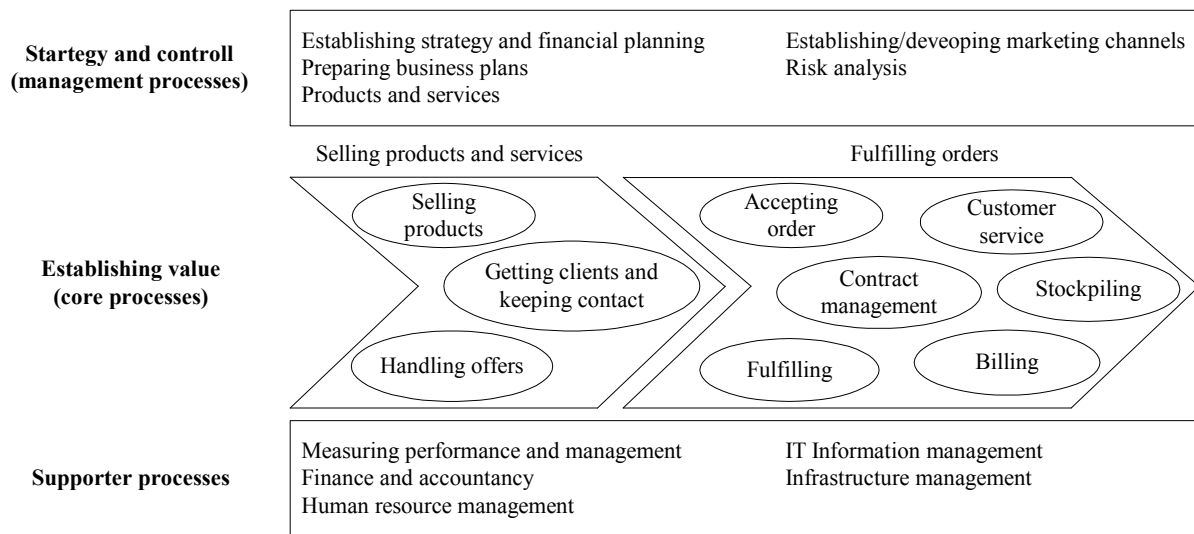 Startegy and controll
(management processes)
Establishing strategy and financial planning
Preparing business plans
Products and services
Establishing/deveoping marketing channels
Risk analysis
Selling products and services
Fulfilling orders
Establishing value
(core processes)
Selling
products
Getting clients and
keeping contact
Handling offers
Accepting
order
Customer
service
Contract
management
Stockpiling
Fulfilling
Billing
Supporter processes
Measuring performance and management
Finance and accountancy
Human resource management
IT Information management
Infrastructure management